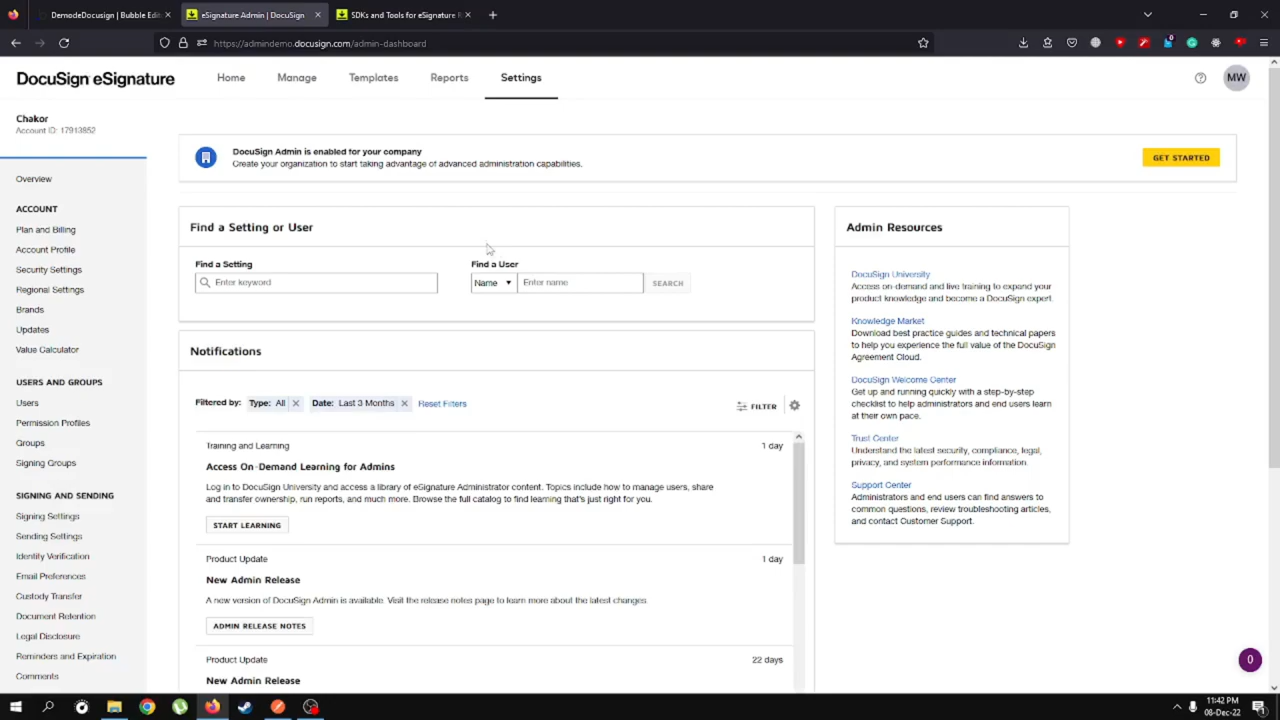 DemodeDocusign | Bubble Edito
eSignature Admin | DocuSign
SDKs and Tools for eSignature R
https://admindemo.docusign.com/admin-dashboard
DocuSign eSignature
Home
Manage
Templates
Reports
Settings
MW
Chakor
Account ID: 17913852
Overview
ACCOUNT
Plan and Billing
Account Profile
Security Settings
Regional Settings
Brands
Updates
Value Calculator
USERS AND GROUPS
Users
Permission Profiles
Groups
Signing Groups
SIGNING AND SENDING
Signing Settings
Sending Settings
Identity Verification
Email Preferences
Custody Transfer
Document Retention
Legal Disclosure
Reminders and Expiration
Comments
DocuSign Admin is enabled for your company
Create your organization to start taking advantage of advanced administration capabilities.
GET STARTED
Find a Setting or User
Find a Setting
Enter keyword
Find a User
Name
Enter name
SEARCH
Notifications
Filtered by:
Type: All
Date: Last 3 Months
Reset Filters
FILTER
Training and Learning
1 day
Access On-Demand Learning for Admins
Log in to DocuSign University and access a library of eSignature Administrator content. Topics include how to manage users, share
and transfer ownership, run reports, and much more. Browse the full catalog to find learning that's just right for you.
START LEARNING
Product Update
1 day
New Admin Release
A new version of DocuSign Admin is available. Visit the release notes page to learn more about the latest changes.
ADMIN RELEASE NOTES
Product Update
22 days
New Admin Release
Admin Resources
DocuSign University
Access on-demand and live training to expand your
product knowledge and become a DocuSign expert.
Knowledge Market
Download best practice guides and technical papers
to help you experience the full value of the DocuSign
Agreement Cloud.
DocuSign Welcome Center
Get up and running quickly with a step-by-step
checklist to help administrators and end users learn
at their own pace.
Trust Center
Understand the latest security, compliance, legal,
privacy, and system performance information.
Support Center
Administrators and end users can find answers to
common questions, review troubleshooting articles,
and contact Customer Support.
0
11:42 PM
08-Dec-22